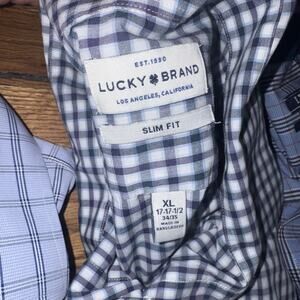 EST.1990
LUCKY BRAND
LOS ANGELES, CALIFORNIA
SLIM FIT
XL
17-17-1/2
34/35
MADE IN
BANGLADESH